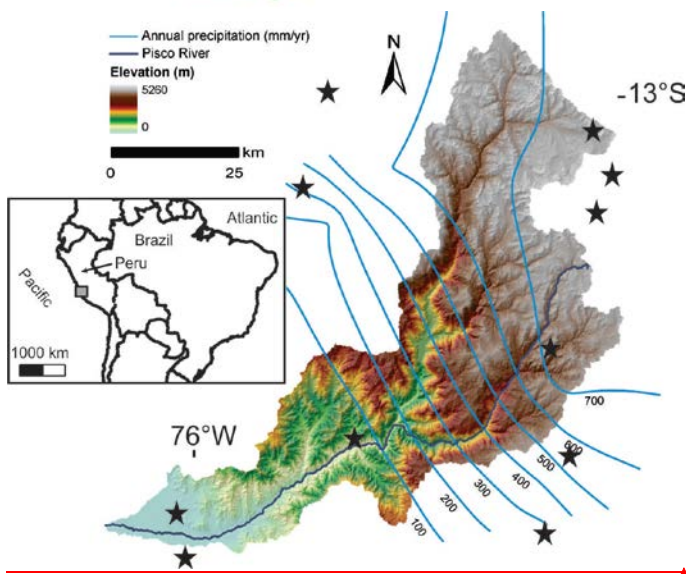 Annual precipitation (mm/yr)
Pisco River
Elevation (m)
5260
0
km
0 25
N
-13°S
Atlantic
Brazil
Peru
Pacific
1000 km
76°W
700
600
500
400
300
200
100